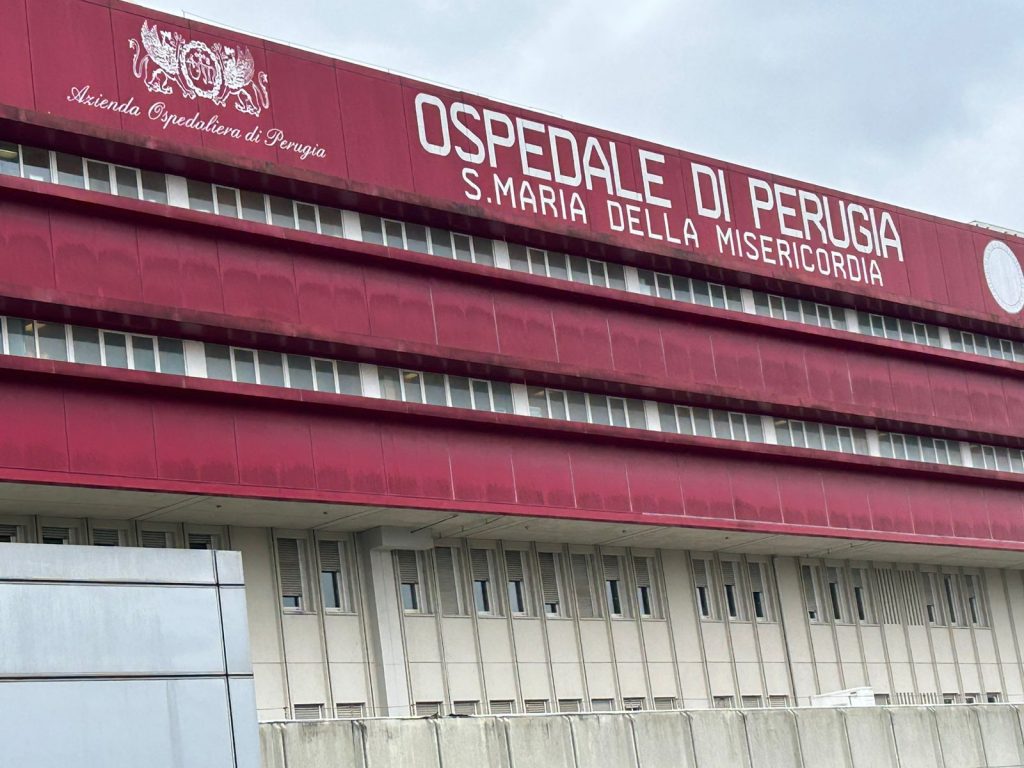 Azienda Ospedaliera di Perugia
OSPEDALE DI PERUGIA
S.MARIA DELLA MISERICORDIA